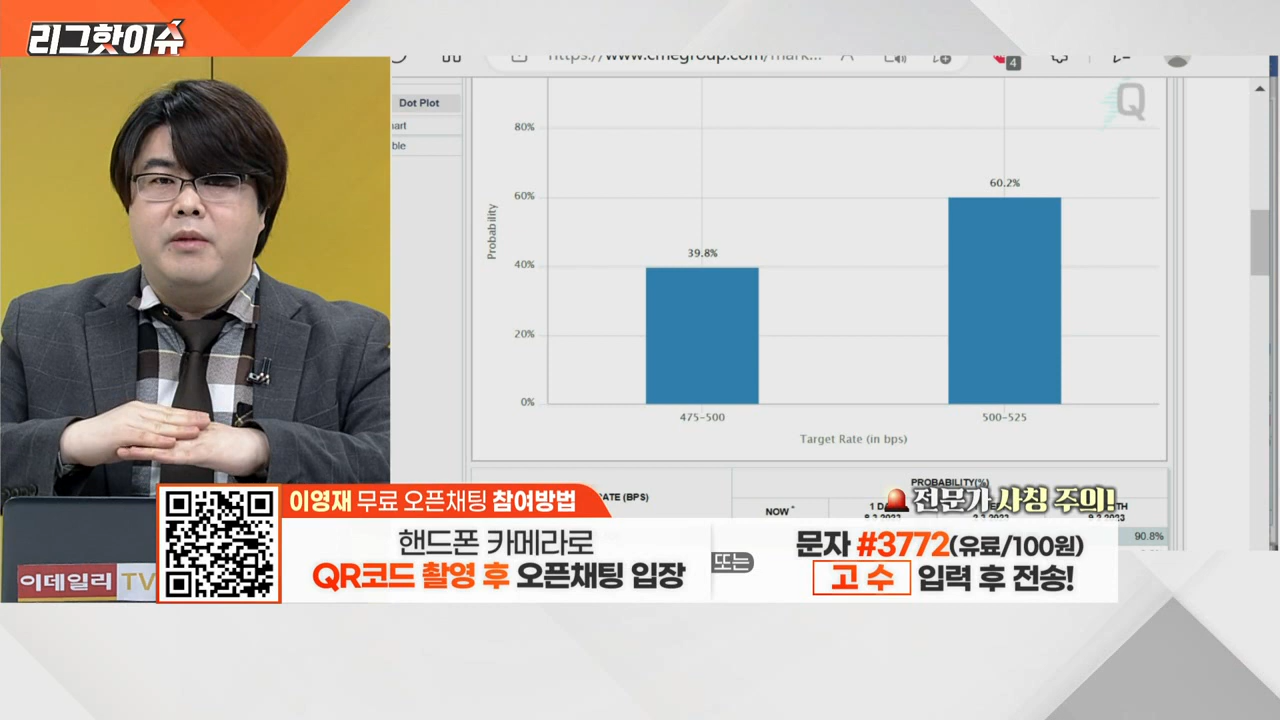 리그핫이슈
https://www.cmegroup.com/mark...
4
Dot Plot
Q
80%
60%
40%
20%
0%
Probability
39.8%
60.2%
475-500
500-525
Target Rate (in bps)
(BPS)
PROBABILITY(%)
NOW *
이영재 무료 오픈채팅 참여방법
전문가 사칭 주의!
90.8%
핸드폰 카메라로
QR코드 촬영 후 오픈채팅 입장
또는
문자 #3772(유료/100원)
고 수 입력 후 전송!
이데일리 TV